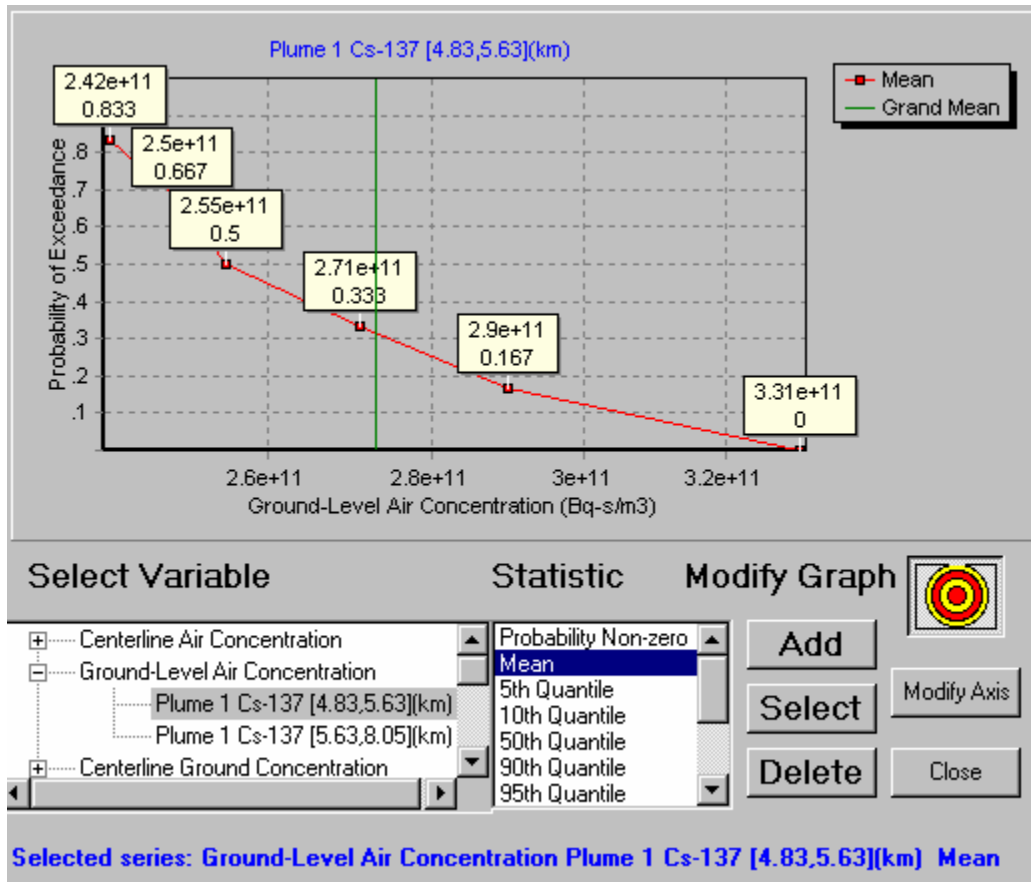 Plume 1 Cs-137 [4.83,5.63](km)
2.42e+11
0.833
2.5e+11
0.667
2.55e+11
0.5
2.71e+11
0.333
2.9e+11
0.167
3.31e+11
0
Mean
Grand Mean
Probability of Exceedance
.8
.7
.6
.5
.4
.3
.2
.1
2.6e+11 2.8e+11 3e+11 3.2e+11
Ground-Level Air Concentration (Bq-s/m3)
Select Variable
Centerline Air Concentration
Ground-Level Air Concentration
Plume 1 Cs-137 [4.83,5.63](km)
Plume 1 Cs-137 [5.63,8.05](km)
Centerline Ground Concentration
Statistic
Probability Non-zero
Mean
5th Quantile
10th Quantile
50th Quantile
90th Quantile
95th Quantile
Modify Graph
Add
Select
Delete
Modify Axis
Close
Selected series: Ground-Level Air Concentration Plume 1 Cs-137 [4.83,5.63](km) Mean